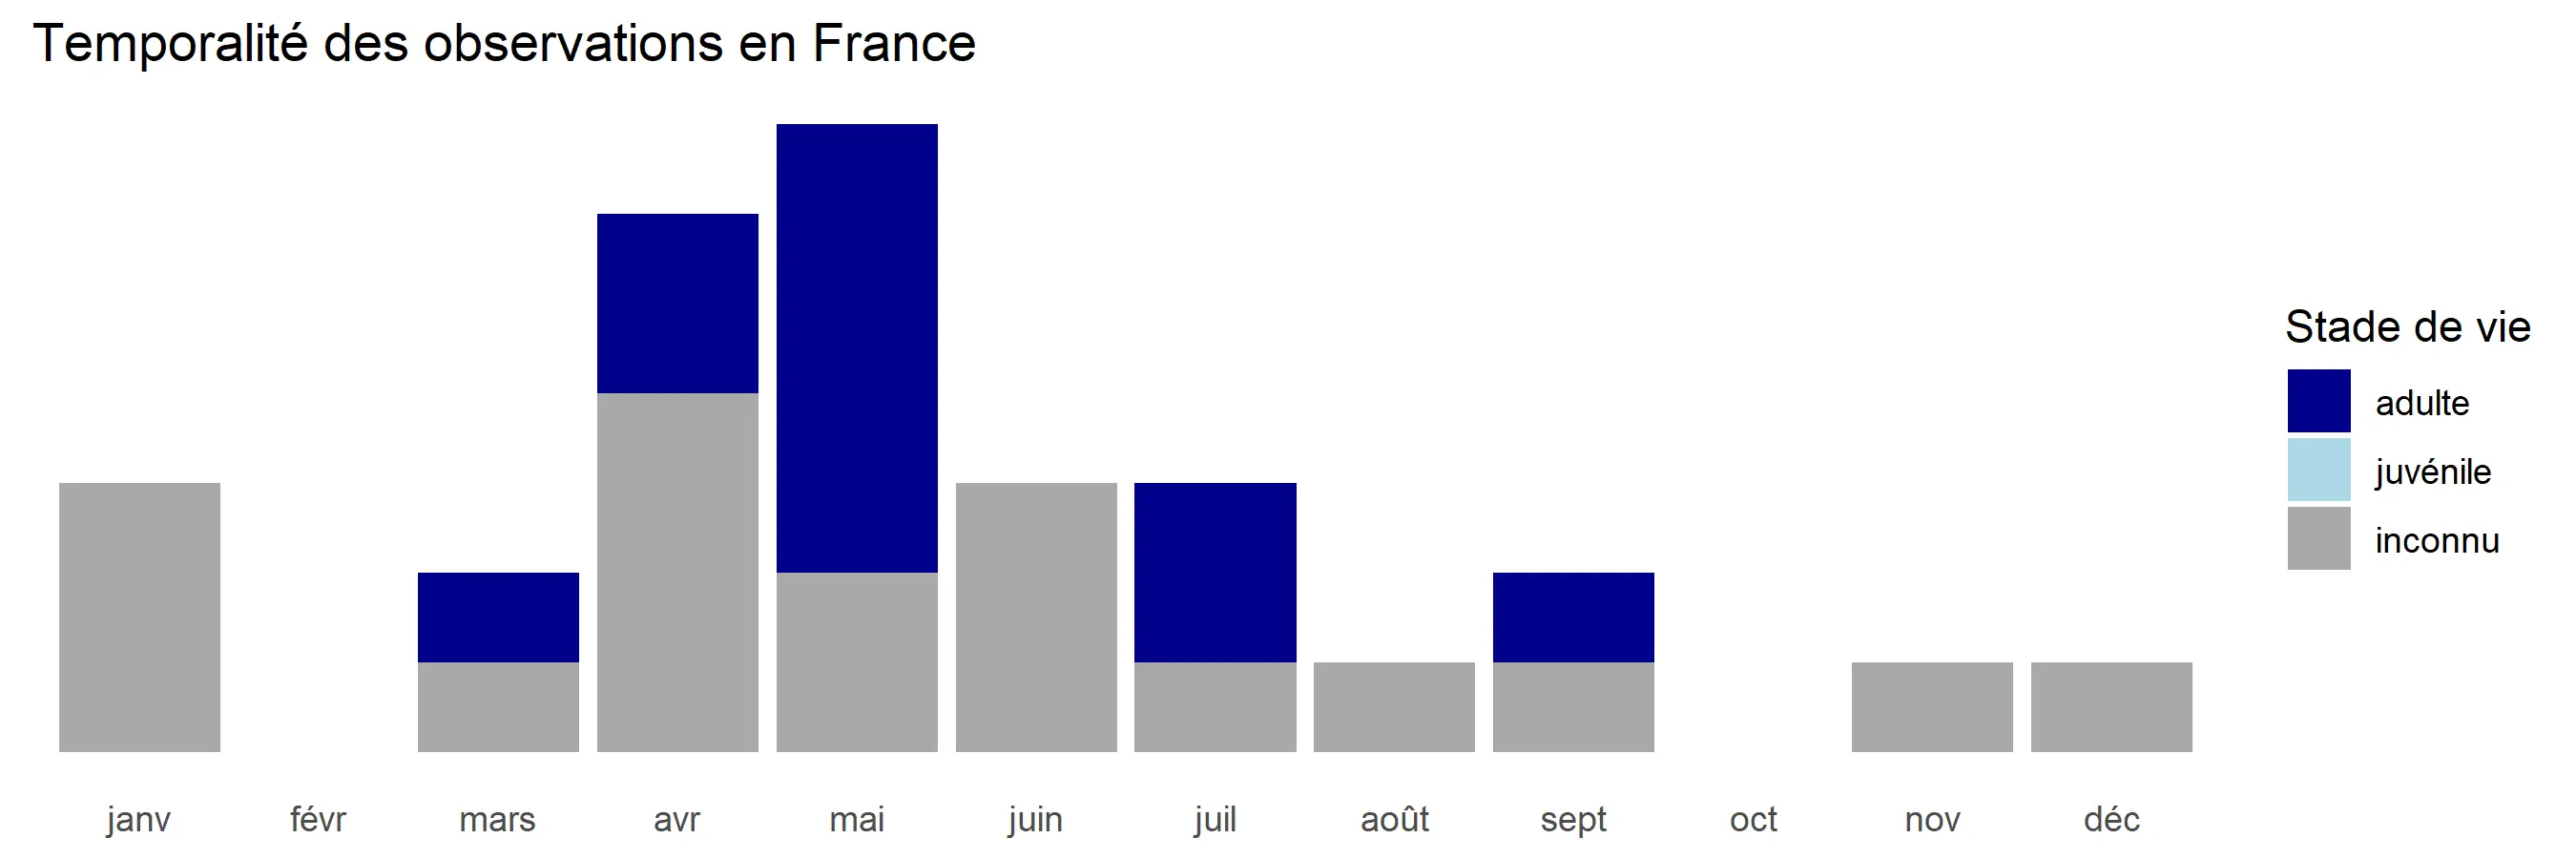 Temporalité des observations en France
Stade de vie
adulte
juvénile
inconnu
janv févr mars avr mai juin juil août sept oct nov déc